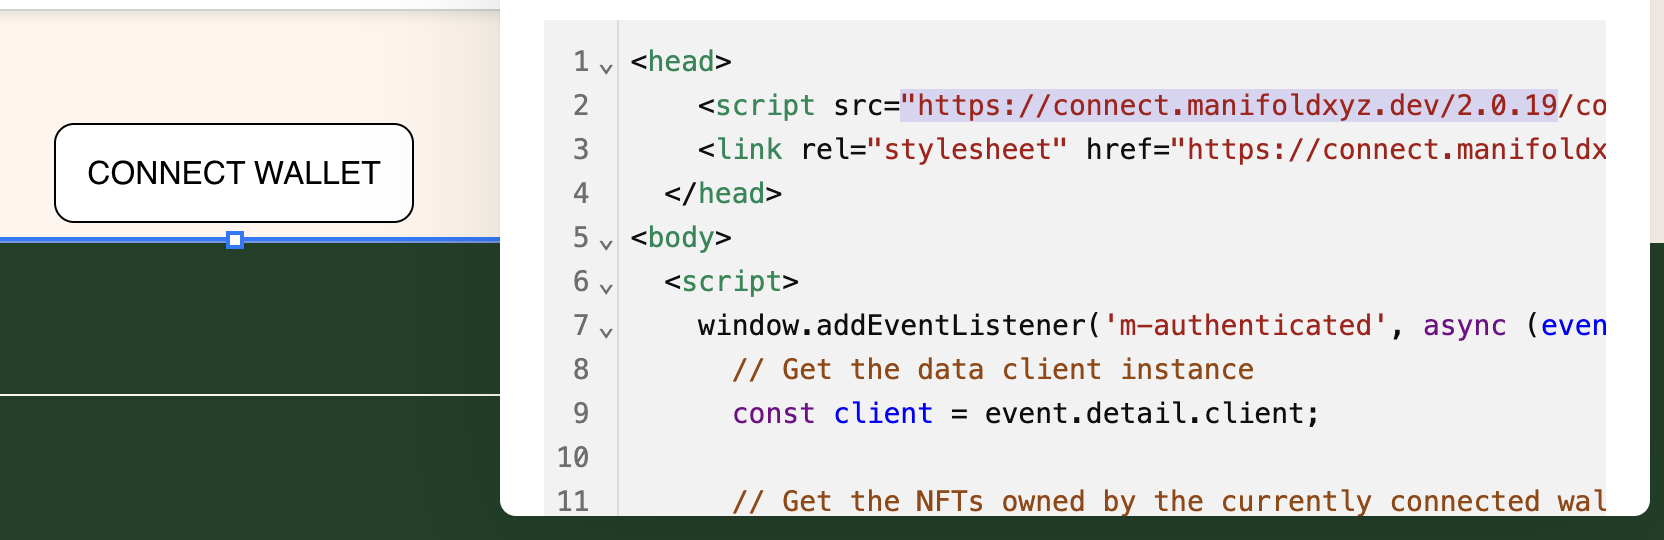 CONNECT WALLET
1 <head>
2 <script src="https://connect.manifoldxyz.dev/2.0.19/co
3 <link rel="stylesheet" href="https://connect.manifoldx
4 </head>
5 <body>
6 <script>
7 window.addEventListener('m-authenticated', async (even
8 // Get the data client instance
9 const client = event.detail.client;
10
11 // Get the NFTs owned by the currently connected wal